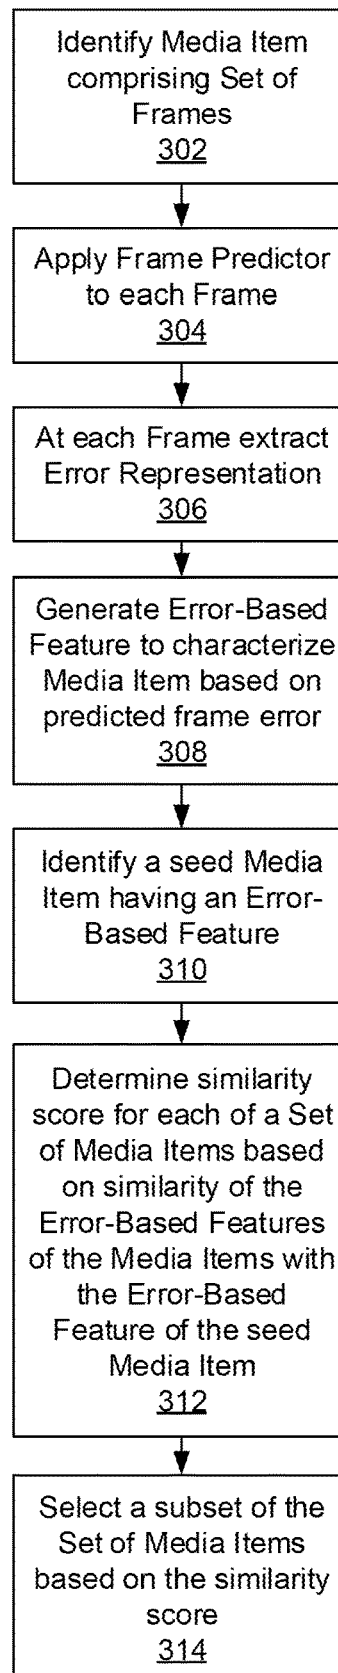 Identify Media Item
comprising Set of
Frames
302
Apply Frame Predictor
to each Frame
304
At each Frame extract
Error Representation
306
Generate Error-Based
Feature to characterize
Media Item based on
predicted frame error
308
Identify a seed Media
Item having an Error-
Based Feature
310
Determine similarity
score for each of a Set
of Media Items based
on similarity of the
Error-Based Features
of the Media Items with
the Error-Based
Feature of the seed
Media Item
312
Select a subset of the
Set of Media Items
based on the similarity
score
314